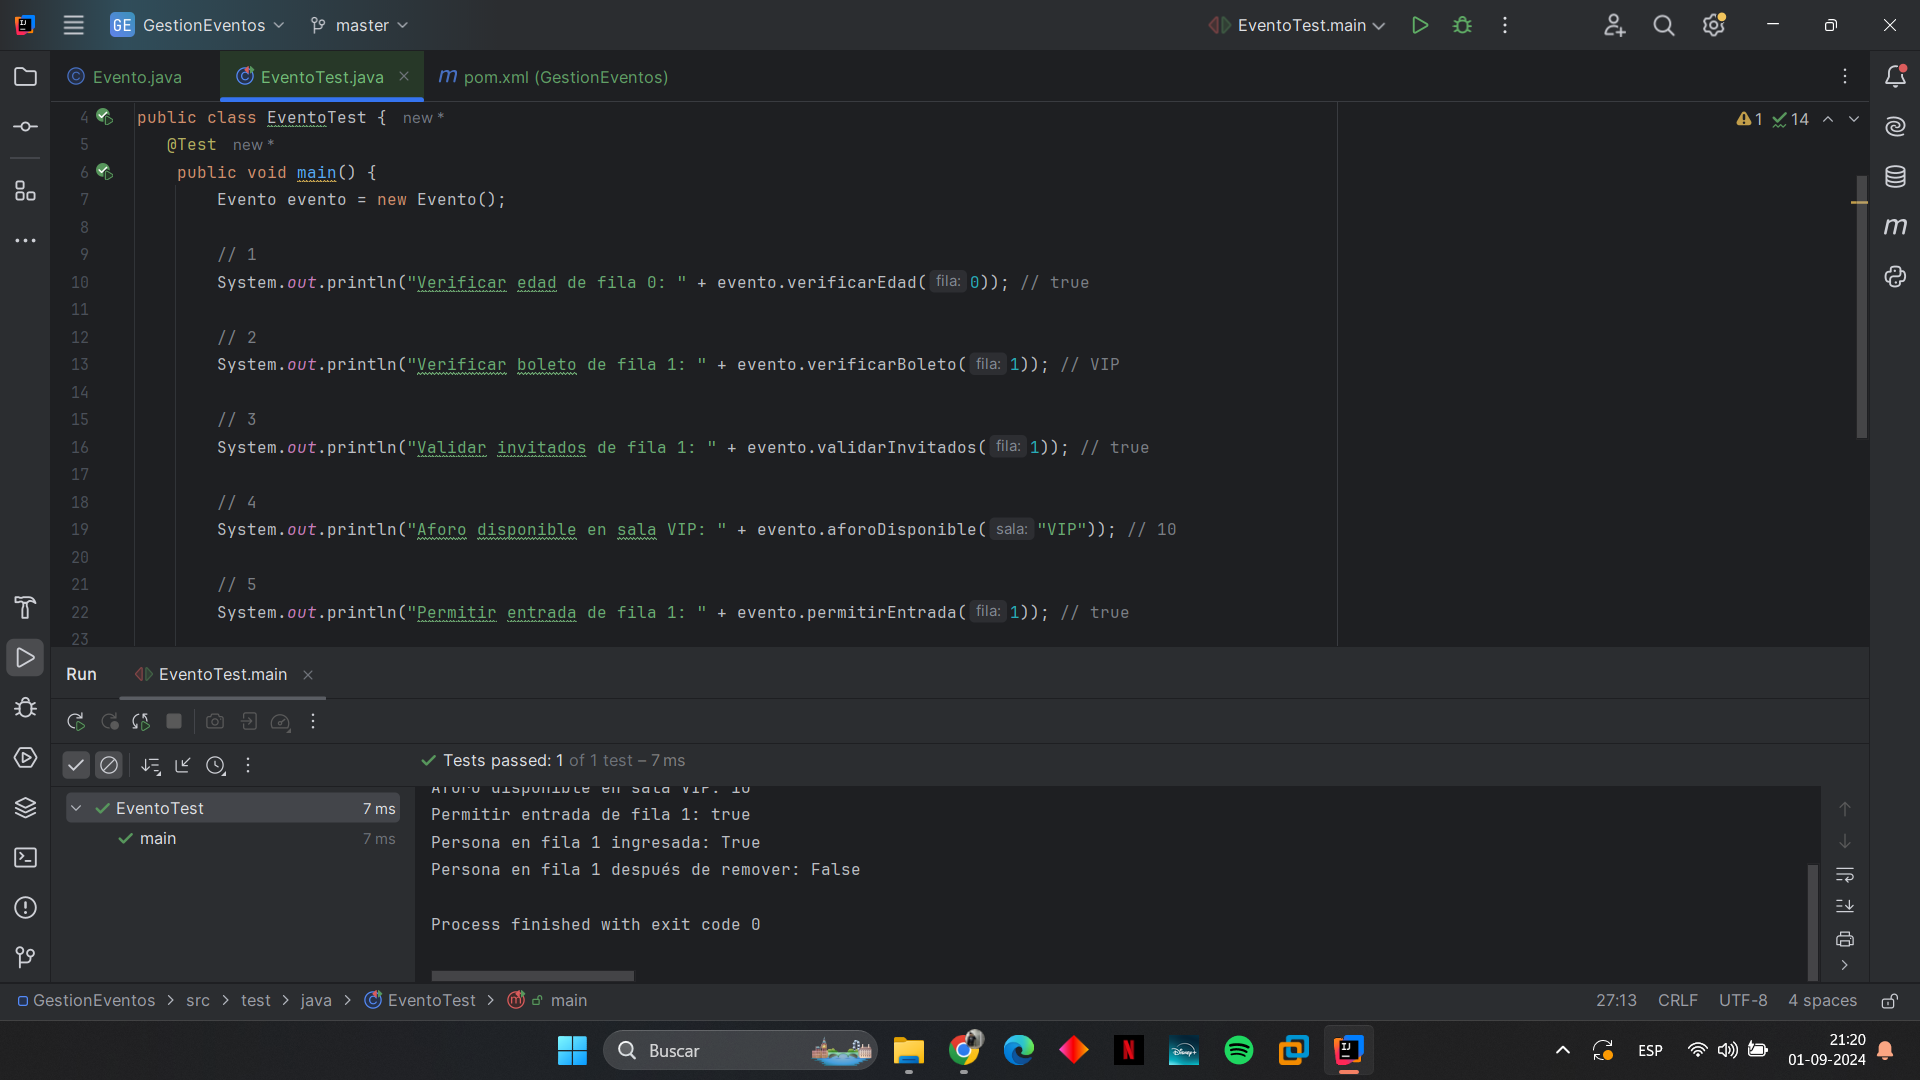 GE GestionEventos master EventoTest.main
Evento.java EventoTest.java pom.xml (GestionEventos)
4 public class EventoTest { new *
1 14
5 @Test new *
6 public void main() {
7 Evento evento = new Evento();
8
9 // 1
10 System.out.println("Verificar edad de fila 0: " + evento.verificarEdad( fila: 0)); // true
11
12 // 2
13 System.out.println("Verificar boleto de fila 1: " + evento.verificarBoleto( fila: 1)); // VIP
14
15 // 3
16 System.out.println("Validar invitados de fila 1: " + evento.validarInvitados( fila: 1)); // true
17
18 // 4
19 System.out.println("Aforo disponible en sala VIP: " + evento.aforoDisponible( sala: "VIP")); // 10
20
21 // 5
22 System.out.println("Permitir entrada de fila 1: " + evento.permitirEntrada( fila: 1)); // true
23
Run EventoTest.main
Tests passed: 1 of 1 test – 7 ms
EventoTest 7 ms
main 7 ms
Aforo disponible en sala VIP: 10
Permitir entrada de fila 1: true
Persona en fila 1 ingresada: True
Persona en fila 1 después de remover: False
Process finished with exit code 0
GestionEventos > src > test > java > EventoTest > main
27:13 CRLF UTF-8 4 spaces
Buscar
ESP
21:20
01-09-2024